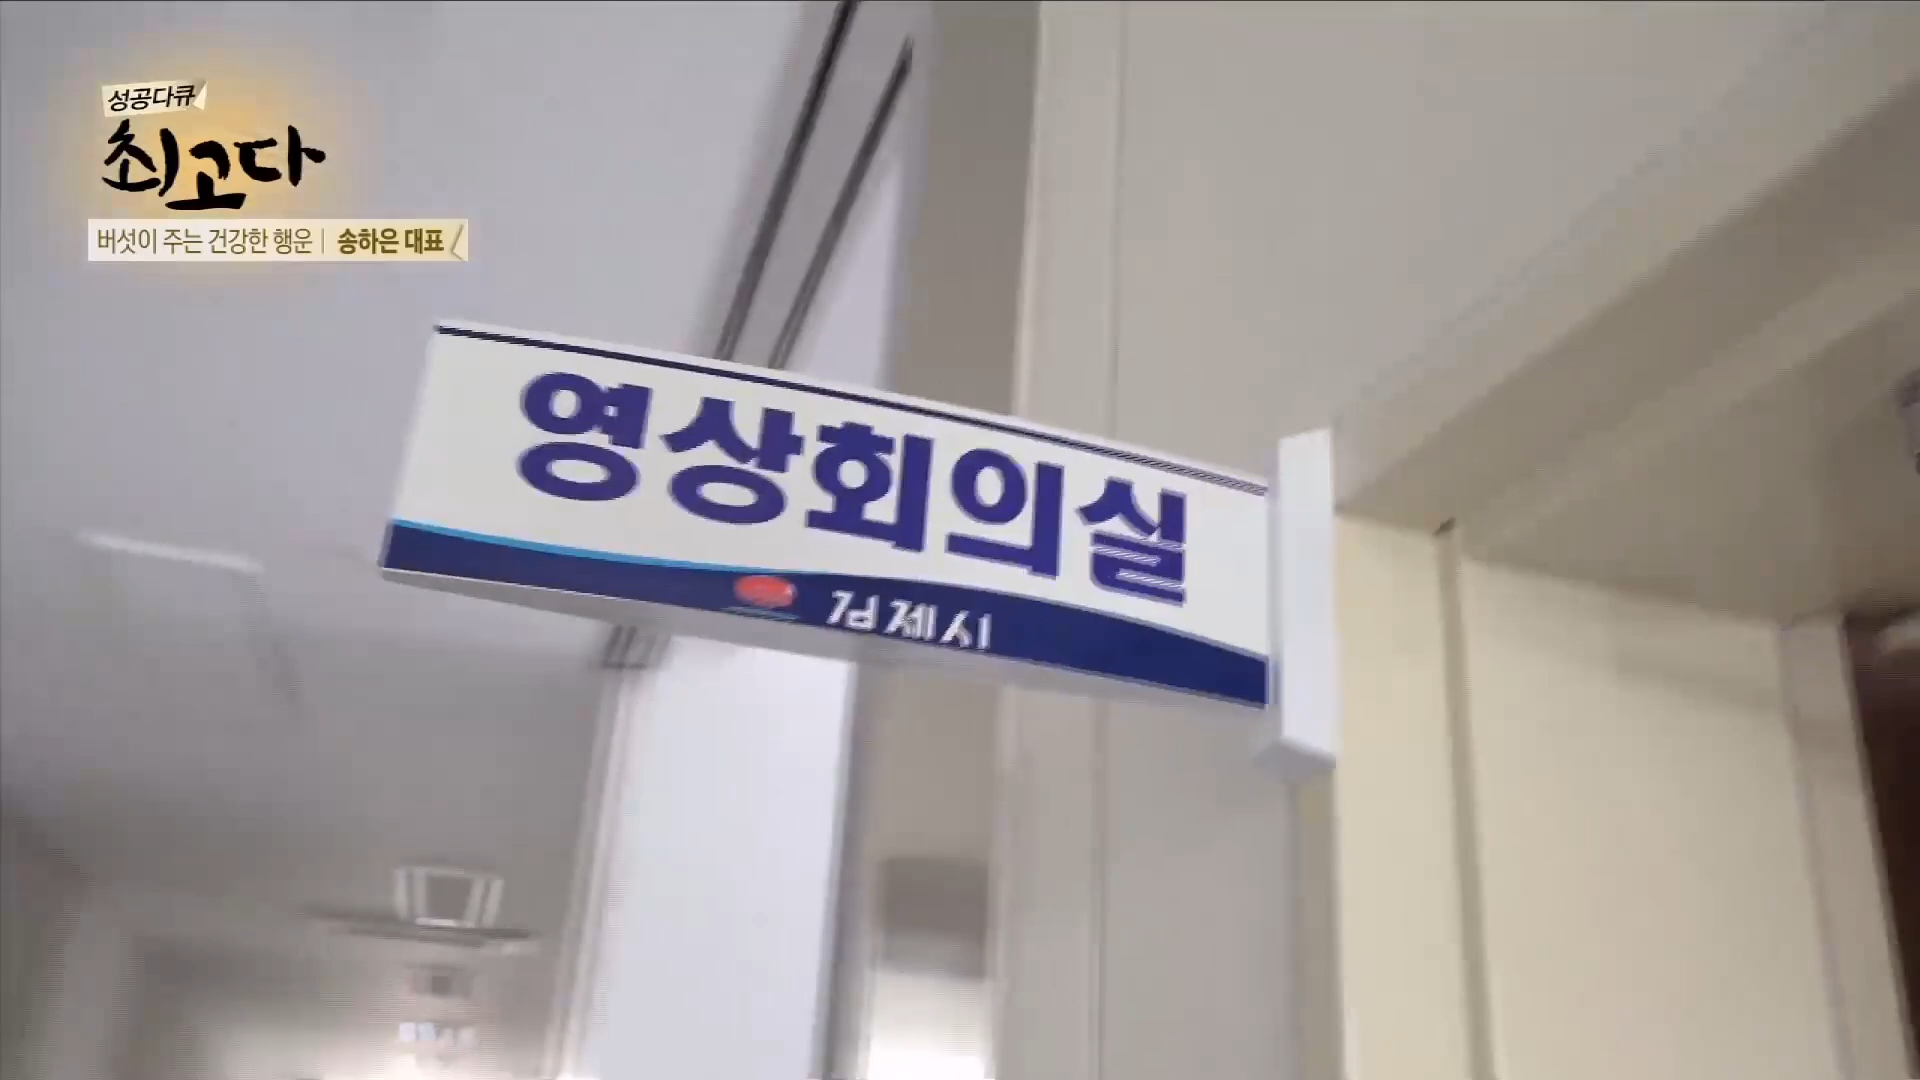 성공다큐
최고다
버섯이 주는 건강한 행운 | 송하은 대표
영상회의실
김제시